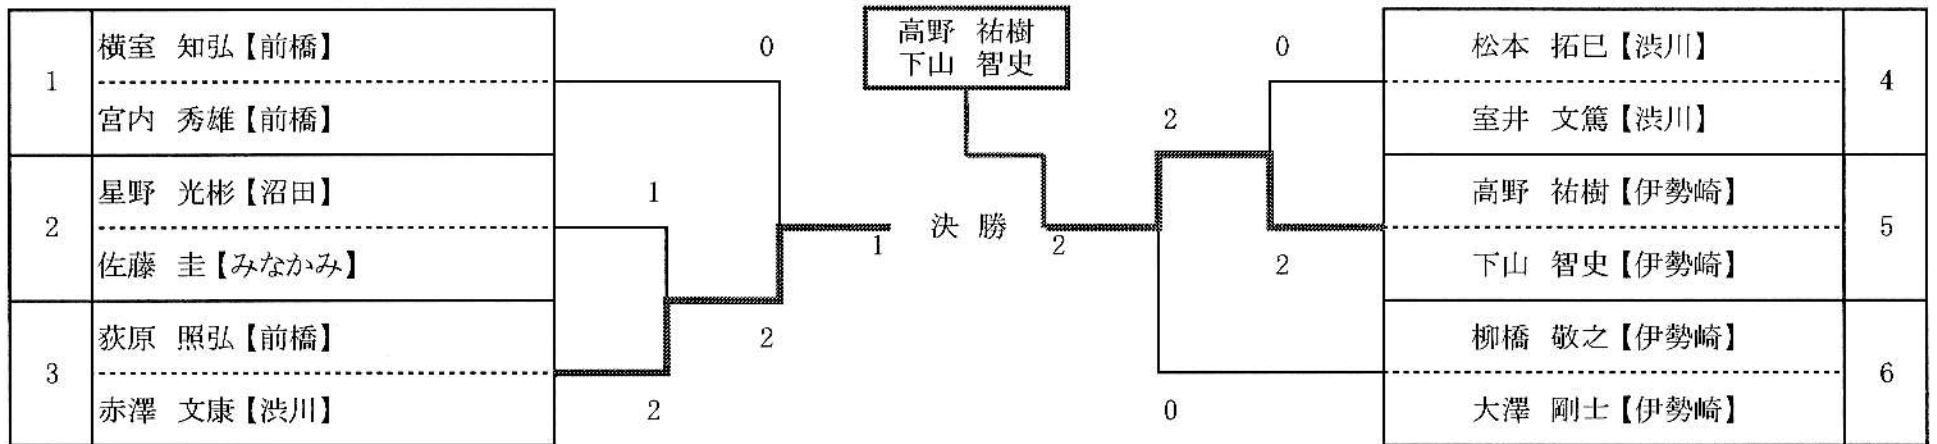 1
横室 知弘【前橋】
宮内 秀雄【前橋】
2
星野 光彬【沼田】
佐藤 圭【みなかみ】
3
荻原 照弘【前橋】
赤澤 文康【渋川】
0
1
2
2
1
高野 祐樹
下山 智史
決 勝
2
2
0
0
2
松本 拓巳【渋川】
室井 文篤【渋川】
4
高野 祐樹【伊勢崎】
下山 智史【伊勢崎】
5
柳橋 敬之【伊勢崎】
大澤 剛士【伊勢崎】
6